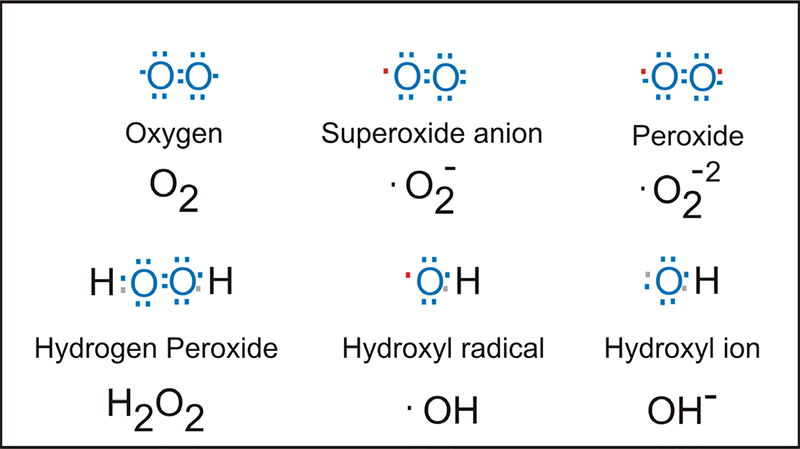 ·O:O·
Oxygen
O2
·O:O:
Superoxide anion
·O2-
:O:O:
Peroxide
·O2-2
H:O:O:H
Hydrogen Peroxide
H2O2
·O:H
Hydroxyl radical
·OH
:O:H
Hydroxyl ion
OH-